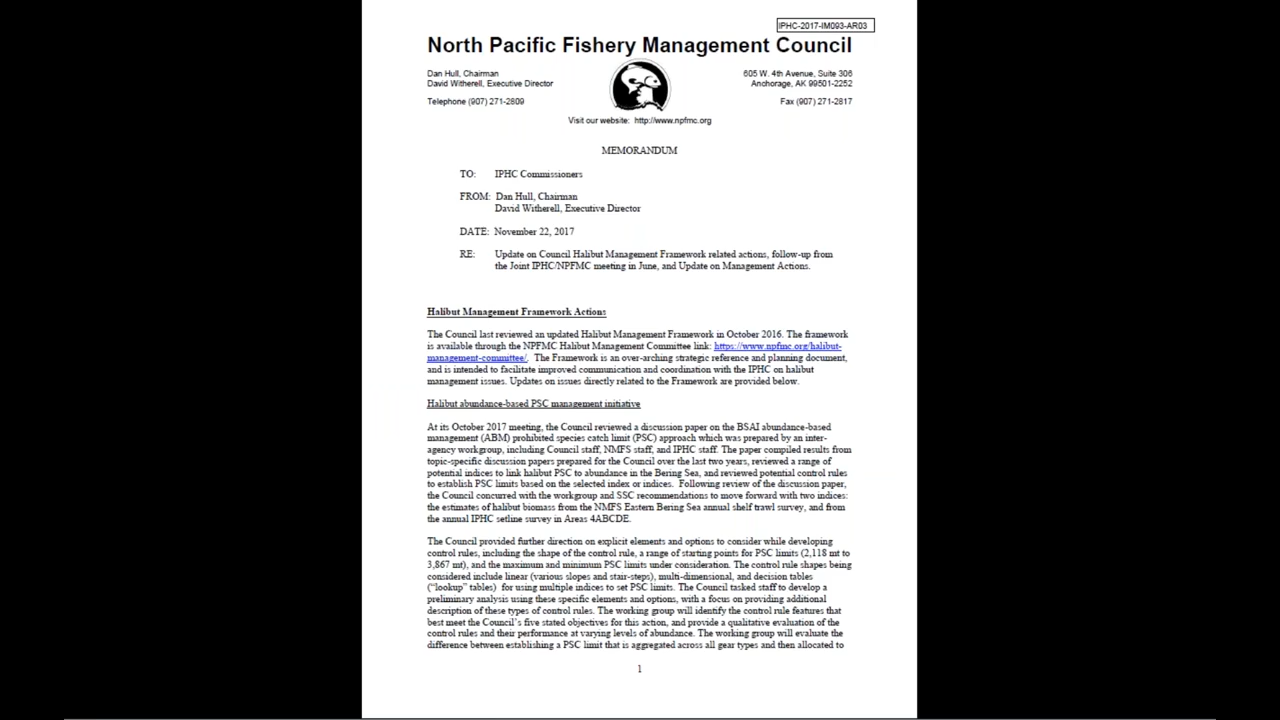 IPHC-2017-IM093-AR03
North Pacific Fishery Management Council
Dan Hull, Chairman
David Witherell, Executive Director
605 W. 4th Avenue, Suite 306
Anchorage, AK 99501-2252
Telephone (907) 271-2809
Fax (907) 271-2817
Visit our website: http://www.npfmc.org
MEMORANDUM
TO: IPHC Commissioners
FROM: Dan Hull, Chairman
David Witherell, Executive Director
DATE: November 22, 2017
RE: Update on Council Halibut Management Framework related actions, follow-up from
the Joint IPHC/NPFMC meeting in June, and Update on Management Actions.
Halibut Management Framework Actions
The Council last reviewed an updated Halibut Management Framework in October 2016. The framework
is available through the NPFMC Halibut Management Committee link: https://www.npfmc.org/halibut-
management-committee/. The Framework is an over-arching strategic reference and planning document,
and is intended to facilitate improved communication and coordination with the IPHC on halibut
management issues. Updates on issues directly related to the Framework are provided below.
Halibut abundance-based PSC management initiative
At its October 2017 meeting, the Council reviewed a discussion paper on the BSAI abundance-based
management (ABM) prohibited species catch limit (PSC) approach which was prepared by an inter-
agency workgroup, including Council staff, NMFS staff, and IPHC staff. The paper compiled results from
topic-specific discussion papers prepared for the Council over the last two years, reviewed a range of
potential indices to link halibut PSC to abundance in the Bering Sea, and reviewed potential control rules
to establish PSC limits based on the selected index or indices. Following review of the discussion paper,
the Council concurred with the workgroup and SSC recommendations to move forward with two indices:
the estimates of halibut biomass from the NMFS Eastern Bering Sea annual shelf trawl survey, and from
the annual IPHC setline survey in Areas 4ABCDE.
The Council provided further direction on explicit elements and options to consider while developing
control rules, including the shape of the control rule, a range of starting points for PSC limits (2,118 mt to
3,867 mt), and the maximum and minimum PSC limits under consideration. The control rule shapes being
considered include linear (various slopes and stair-steps), multi-dimensional, and decision tables
("lookup" tables) for using multiple indices to set PSC limits. The Council tasked staff to develop a
preliminary analysis using these specific elements and options, with a focus on providing additional
description of these types of control rules. The working group will identify the control rule features that
best meet the Council's five stated objectives for this action, and provide a qualitative evaluation of the
control rules and their performance at varying levels of abundance. The working group will evaluate the
difference between establishing a PSC limit that is aggregated across all gear types and then allocated to
1